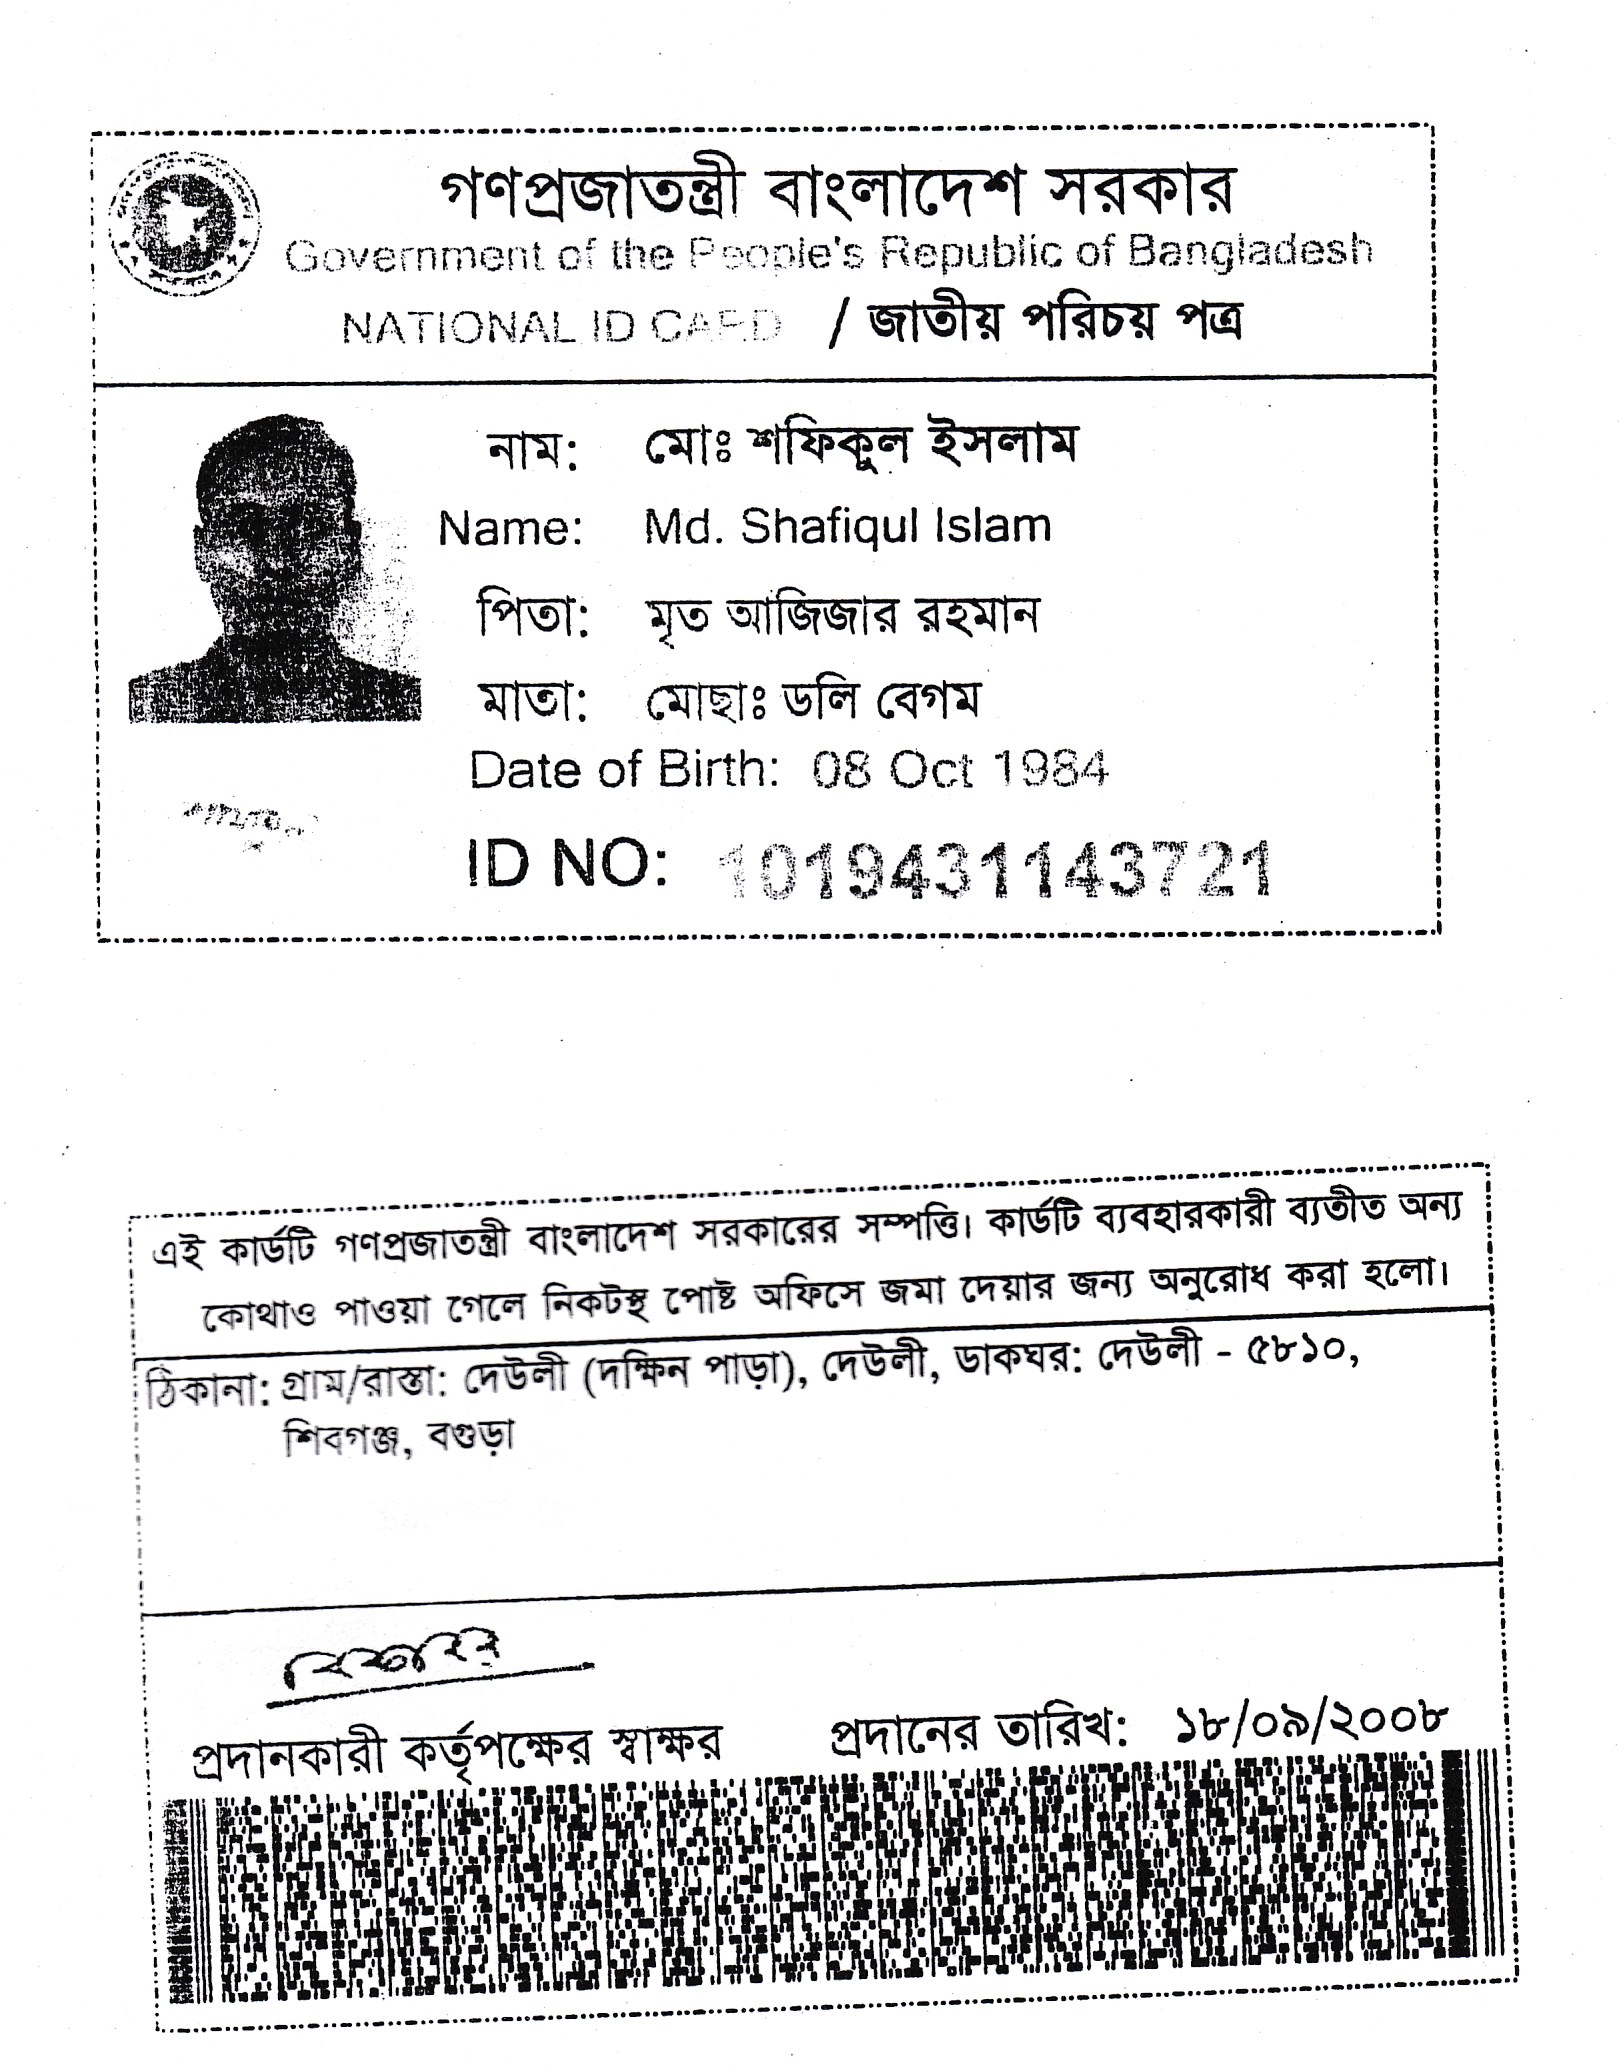 গণপ্রজাতন্ত্রী বাংলাদেশ সরকার
Government of the People's Republic of Bangladesh
NATIONAL ID CARD / জাতীয় পরিচয় পত্র
নাম: মোঃ শফিকুল ইসলাম
Name: Md. Shafiqul Islam
পিতা: মৃত আজিজার রহমান
মাতা: মোছাঃ ডলি বেগম
Date of Birth: 08 Oct 1984
ID NO: 1019431143721
এই কার্ডটি গণপ্রজাতন্ত্রী বাংলাদেশ সরকারের সম্পত্তি। কার্ডটি ব্যবহারকারী ব্যতীত অন্য
কোথাও পাওয়া গেলে নিকটস্থ পোষ্ট অফিসে জমা দেয়ার জন্য অনুরোধ করা হলো।
ঠিকানা: গ্রাম/রাস্তা: দেউলী (দক্ষিন পাড়া), দেউলী, ডাকঘর: দেউলী - ৫৮১০,
শিবগঞ্জ, বগুড়া
প্রদানকারী কর্তৃপক্ষের স্বাক্ষর প্রদানের তারিখ: ১৮/০৯/২০০৮